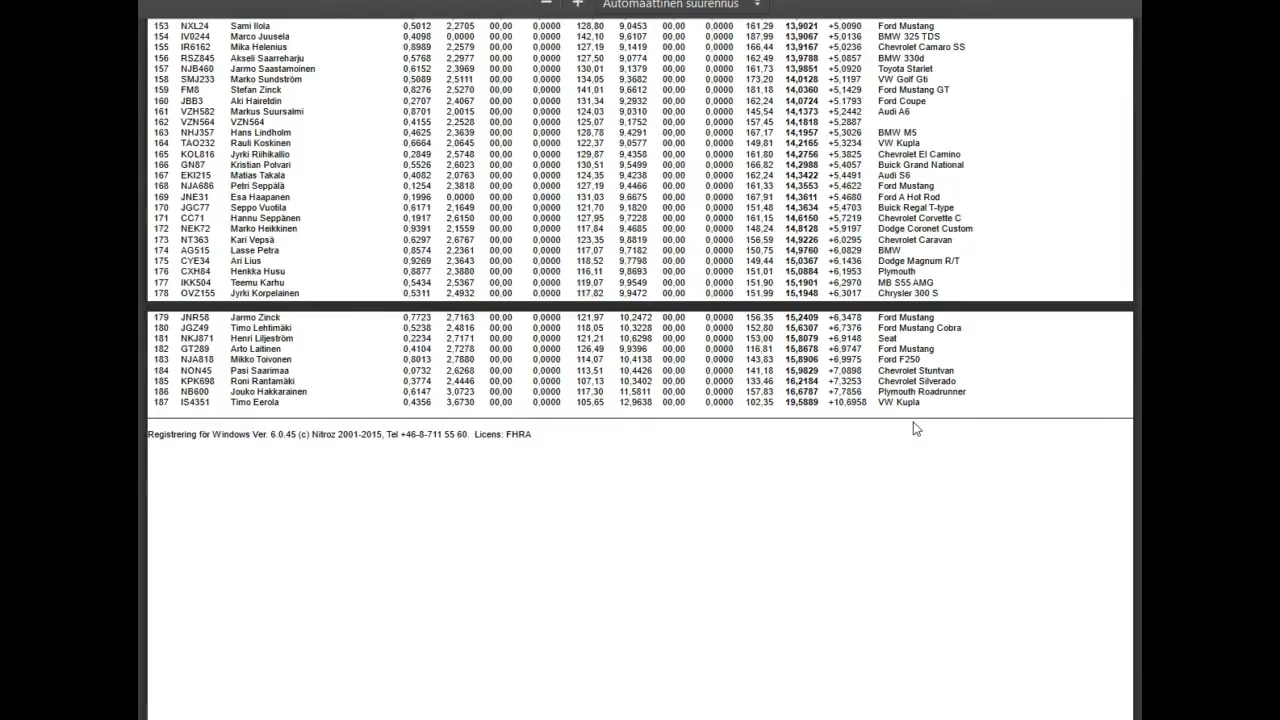 Automaattinen suurennus
153 NXL24 Sami Ilola 0,5012 2,2705 00,00 0,0000 128,80 9,0453 00,00 0,0000 161,29 13,9021 +5,0090 Ford Mustang
154 IV0244 Marco Juusela 0,4098 0,0000 00,00 0,0000 142,10 9,6107 00,00 0,0000 187,99 13,9067 +5,0136 BMW 325 TDS
155 IR6162 Mika Helenius 0,8989 2,2579 00,00 0,0000 127,19 9,1419 00,00 0,0000 166,44 13,9167 +5,0236 Chevrolet Camaro SS
156 RSZ845 Akseli Saarreharju 0,5768 2,2977 00,00 0,0000 127,50 9,0774 00,00 0,0000 162,49 13,9788 +5,0857 BMW 330d
157 NJB460 Jarmo Saastamoinen 0,6152 2,3969 00,00 0,0000 130,01 9,1379 00,00 0,0000 161,73 13,9851 +5,0920 Toyota Starlet
158 SMJ233 Marko Sundström 0,5089 2,5111 00,00 0,0000 134,05 9,3682 00,00 0,0000 173,20 14,0128 +5,1197 VW Golf Gti
159 FM8 Stefan Zinck 0,8276 2,5270 00,00 0,0000 141,01 9,6612 00,00 0,0000 181,18 14,0360 +5,1429 Ford Mustang GT
160 JBB3 Aki Hairetdin 0,2707 2,4067 00,00 0,0000 131,34 9,2932 00,00 0,0000 162,24 14,0724 +5,1793 Ford Coupe
161 VZH582 Markus Suursalmi 0,8701 2,0015 00,00 0,0000 124,03 9,0310 00,00 0,0000 145,54 14,1373 +5,2442 Audi A6
162 VZN564 VZN564 0,4155 2,2528 00,00 0,0000 125,07 9,1752 00,00 0,0000 157,45 14,1818 +5,2887
163 NHJ357 Hans Lindholm 0,4625 2,3639 00,00 0,0000 128,78 9,4291 00,00 0,0000 167,17 14,1957 +5,3026 BMW M5
164 TAO232 Rauli Koskinen 0,6664 2,0645 00,00 0,0000 122,37 9,0577 00,00 0,0000 149,81 14,2165 +5,3234 VW Kupla
165 KOL816 Jyrki Riihikallio 0,2849 2,5748 00,00 0,0000 129,87 9,4358 00,00 0,0000 161,80 14,2756 +5,3825 Chevrolet El Camino
166 GN87 Kristian Polvari 0,5526 2,6023 00,00 0,0000 130,51 9,5499 00,00 0,0000 166,82 14,2988 +5,4057 Buick Grand National
167 EKI215 Matias Takala 0,4082 2,0763 00,00 0,0000 124,35 9,4238 00,00 0,0000 162,24 14,3422 +5,4491 Audi S6
168 NJA686 Petri Seppälä 0,1254 2,3818 00,00 0,0000 127,19 9,4466 00,00 0,0000 161,33 14,3553 +5,4622 Ford Mustang
169 JNE31 Esa Haapanen 0,1996 0,0000 00,00 0,0000 131,03 9,6675 00,00 0,0000 167,91 14,3611 +5,4680 Ford A Hot Rod
170 JGC77 Seppo Vuotila 0,6171 2,1649 00,00 0,0000 121,70 9,1820 00,00 0,0000 151,48 14,3634 +5,4703 Buick Regal T-type
171 CC71 Hannu Seppänen 0,1917 2,6150 00,00 0,0000 127,95 9,7228 00,00 0,0000 161,15 14,6150 +5,7219 Chevrolet Corvette C
172 NEK72 Marko Heikkinen 0,9391 2,1559 00,00 0,0000 117,84 9,4685 00,00 0,0000 148,24 14,8128 +5,9197 Dodge Coronet Custom
173 NT363 Kari Vepsä 0,6297 2,6767 00,00 0,0000 123,35 9,8819 00,00 0,0000 156,59 14,9226 +6,0295 Chevrolet Caravan
174 AG515 Lasse Petra 0,8574 2,2361 00,00 0,0000 117,07 9,7182 00,00 0,0000 150,75 14,9760 +6,0829 BMW
175 CYE34 Ari Lius 0,9269 2,3643 00,00 0,0000 118,52 9,7798 00,00 0,0000 149,44 15,0367 +6,1436 Dodge Magnum R/T
176 CXH84 Henkka Husu 0,8877 2,3880 00,00 0,0000 116,11 9,8693 00,00 0,0000 151,01 15,0884 +6,1953 Plymouth
177 IKK504 Teemu Karhu 0,5434 2,5367 00,00 0,0000 119,07 9,9549 00,00 0,0000 151,90 15,1901 +6,2970 MB S55 AMG
178 OVZ155 Jyrki Korpelainen 0,5311 2,4932 00,00 0,0000 117,82 9,9472 00,00 0,0000 151,99 15,1948 +6,3017 Chrysler 300 S
179 JNR58 Jarmo Zinck 0,7723 2,7163 00,00 0,0000 121,97 10,2472 00,00 0,0000 156,35 15,2409 +6,3478 Ford Mustang
180 JGZ49 Timo Lehtimäki 0,5238 2,4816 00,00 0,0000 118,05 10,3228 00,00 0,0000 152,80 15,6307 +6,7376 Ford Mustang Cobra
181 NKJ871 Henri Liljeström 0,2234 2,7171 00,00 0,0000 121,21 10,6298 00,00 0,0000 153,00 15,8079 +6,9148 Seat
182 GT289 Arto Laitinen 0,4104 2,7278 00,00 0,0000 126,49 9,9396 00,00 0,0000 116,81 15,8678 +6,9747 Ford Mustang
183 NJA818 Mikko Toivonen 0,8013 2,7880 00,00 0,0000 114,07 10,4138 00,00 0,0000 143,83 15,8906 +6,9975 Ford F250
184 NON45 Pasi Saarimaa 0,0732 2,6268 00,00 0,0000 113,51 10,4426 00,00 0,0000 141,18 15,9829 +7,0898 Chevrolet Stuntvan
185 KPK698 Roni Rantamäki 0,3774 2,4446 00,00 0,0000 107,13 10,3402 00,00 0,0000 133,46 16,2184 +7,3253 Chevrolet Silverado
186 NB600 Jouko Hakkarainen 0,6147 3,0723 00,00 0,0000 117,30 11,5811 00,00 0,0000 157,83 16,6787 +7,7856 Plymouth Roadrunner
187 IS4351 Timo Eerola 0,4356 3,6730 00,00 0,0000 105,65 12,9638 00,00 0,0000 102,35 19,5889 +10,6958 VW Kupla
Registrering för Windows Ver. 6.0.45 (c) Nitroz 2001-2015, Tel +46-8-711 55 60. Licens: FHRA